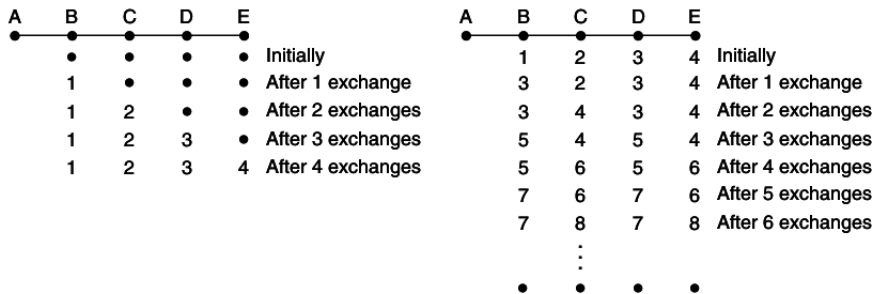 A B C D E
• • • • Initially
1 • • • After 1 exchange
1 2 • • After 2 exchanges
1 2 3 • After 3 exchanges
1 2 3 4 After 4 exchanges
A B C D E
1 2 3 4 Initially
3 2 3 4 After 1 exchange
3 4 3 4 After 2 exchanges
5 4 5 4 After 3 exchanges
5 6 5 6 After 4 exchanges
7 6 7 6 After 5 exchanges
7 8 7 8 After 6 exchanges
⋮
• • • •